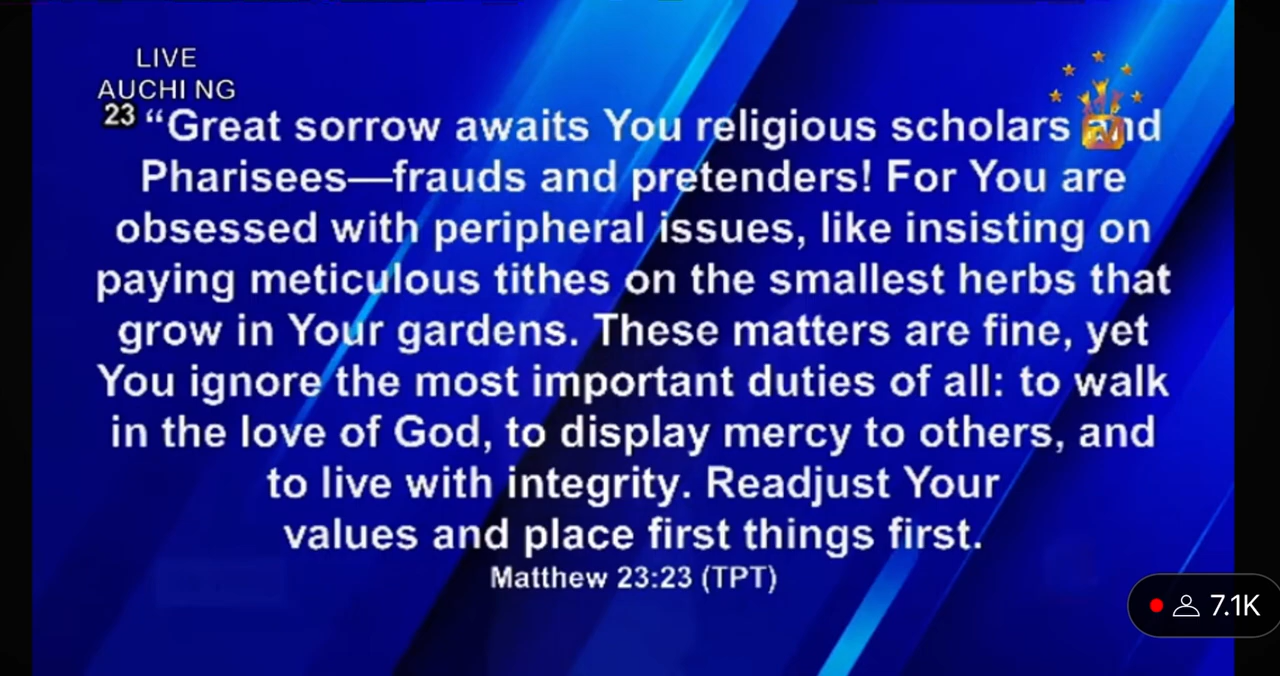 LIVE
AUCHI NG
23 “Great sorrow awaits You religious scholars and
Pharisees—frauds and pretenders! For You are
obsessed with peripheral issues, like insisting on
paying meticulous tithes on the smallest herbs that
grow in Your gardens. These matters are fine, yet
You ignore the most important duties of all: to walk
in the love of God, to display mercy to others, and
to live with integrity. Readjust Your
values and place first things first.
Matthew 23:23 (TPT)
7.1K